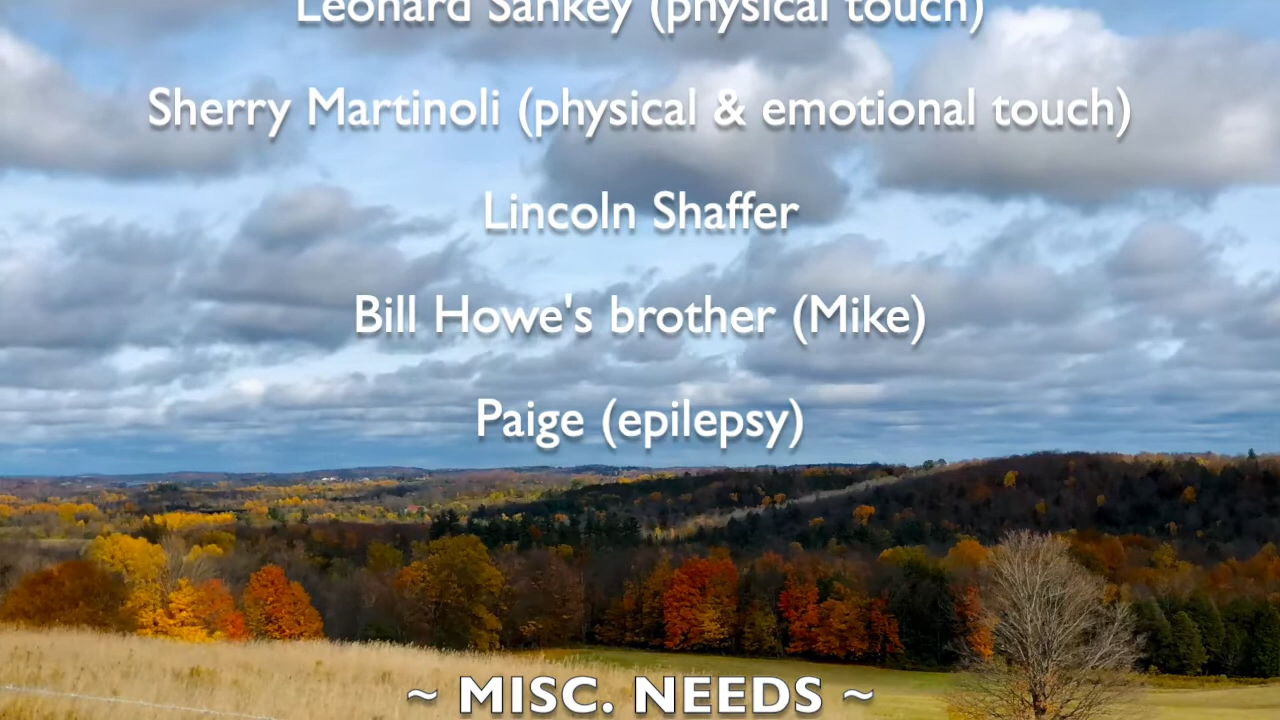 Leonard Sankey (physical touch)
Sherry Martinoli (physical & emotional touch)
Lincoln Shaffer
Bill Howe's brother (Mike)
Paige (epilepsy)
~ MISC. NEEDS ~